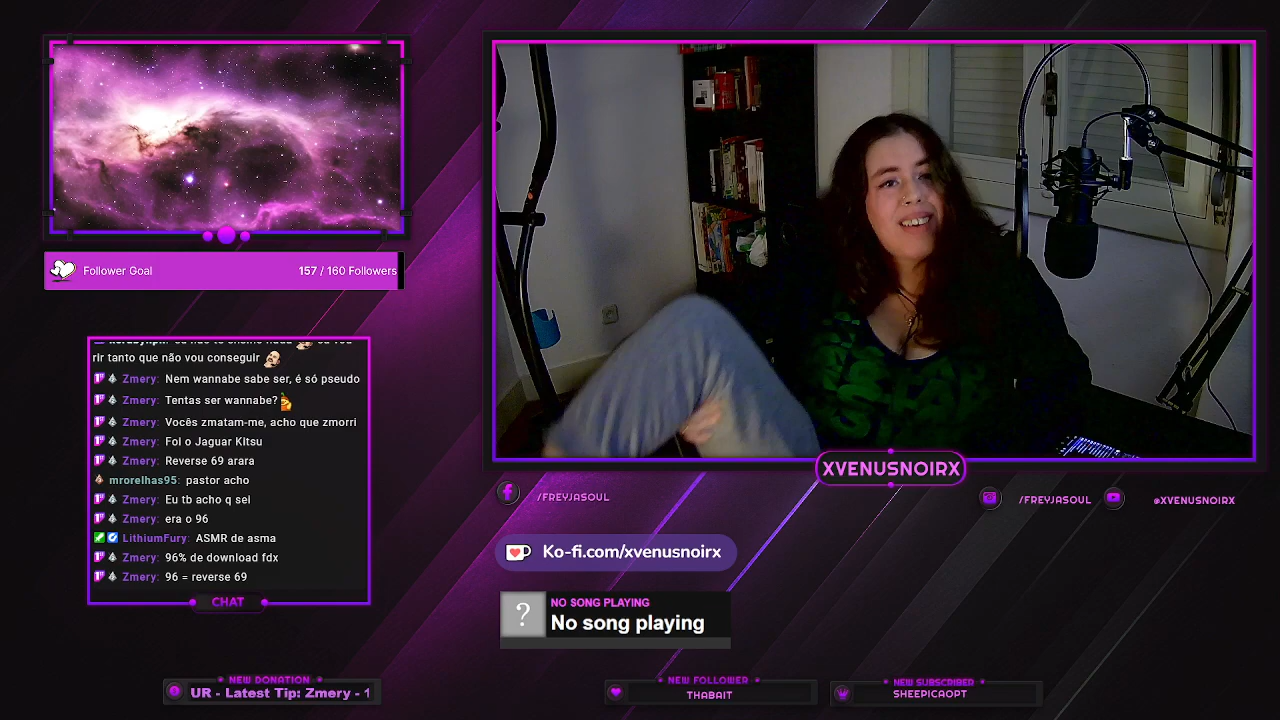 Follower Goal
157 / 160 Followers
rir tanto que não vou conseguir
Zmery: Nem wannabe saber ser, é só pseudo
Zmery: Tentas ser wannabe?
Zmery: Vocês zmatam-me, acho que zmorri
Zmery: Fol o Jaguar KItsu
Zmery: Reverse 69 arara
mrorelhas95: pastor acho
Zmery: Eu tb acho q sei
Zmery: era o 96
LithiumFury: ASMR de asma
Zmery: 96% de download fdx
Zmery: 96 = reverse 69
CHAT
XVENUSNOIRX
/FREYJASOUL
/FREYJASOUL
@XVENUSNOIRX
Ko-fi.com/xvenusnoirx
?
NO SONG PLAYING
No song playing
NEW DONATION
UR - Latest Tip: Zmery - 1
NEW FOLLOWER
THABAIT
NEW SUBSCRIBER
SHEEPICAOPT